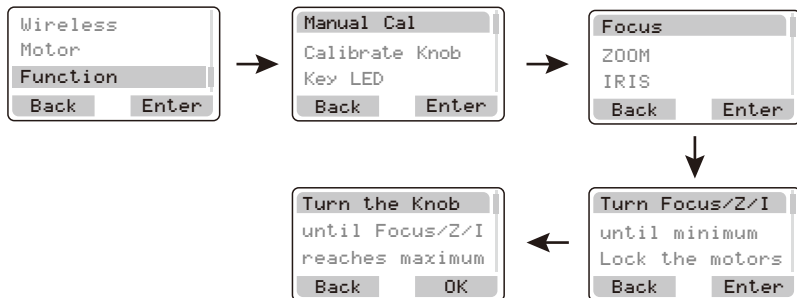 Wireless
Motor
Function
Back Enter
Manual Cal
Calibrate Knob
Key LED
Back Enter
Focus
ZOOM
IRIS
Back Enter
Turn Focus/Z/I
until minimum
Lock the motors
Back Enter
Turn the Knob
until Focus/Z/I
reaches maximum
Back OK